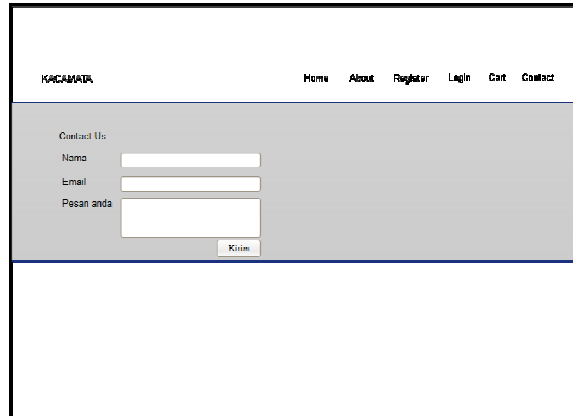 KACAMATA Home About Register Login Cart Contact
Contact Us
Nama
Email
Pesan anda
Kirim